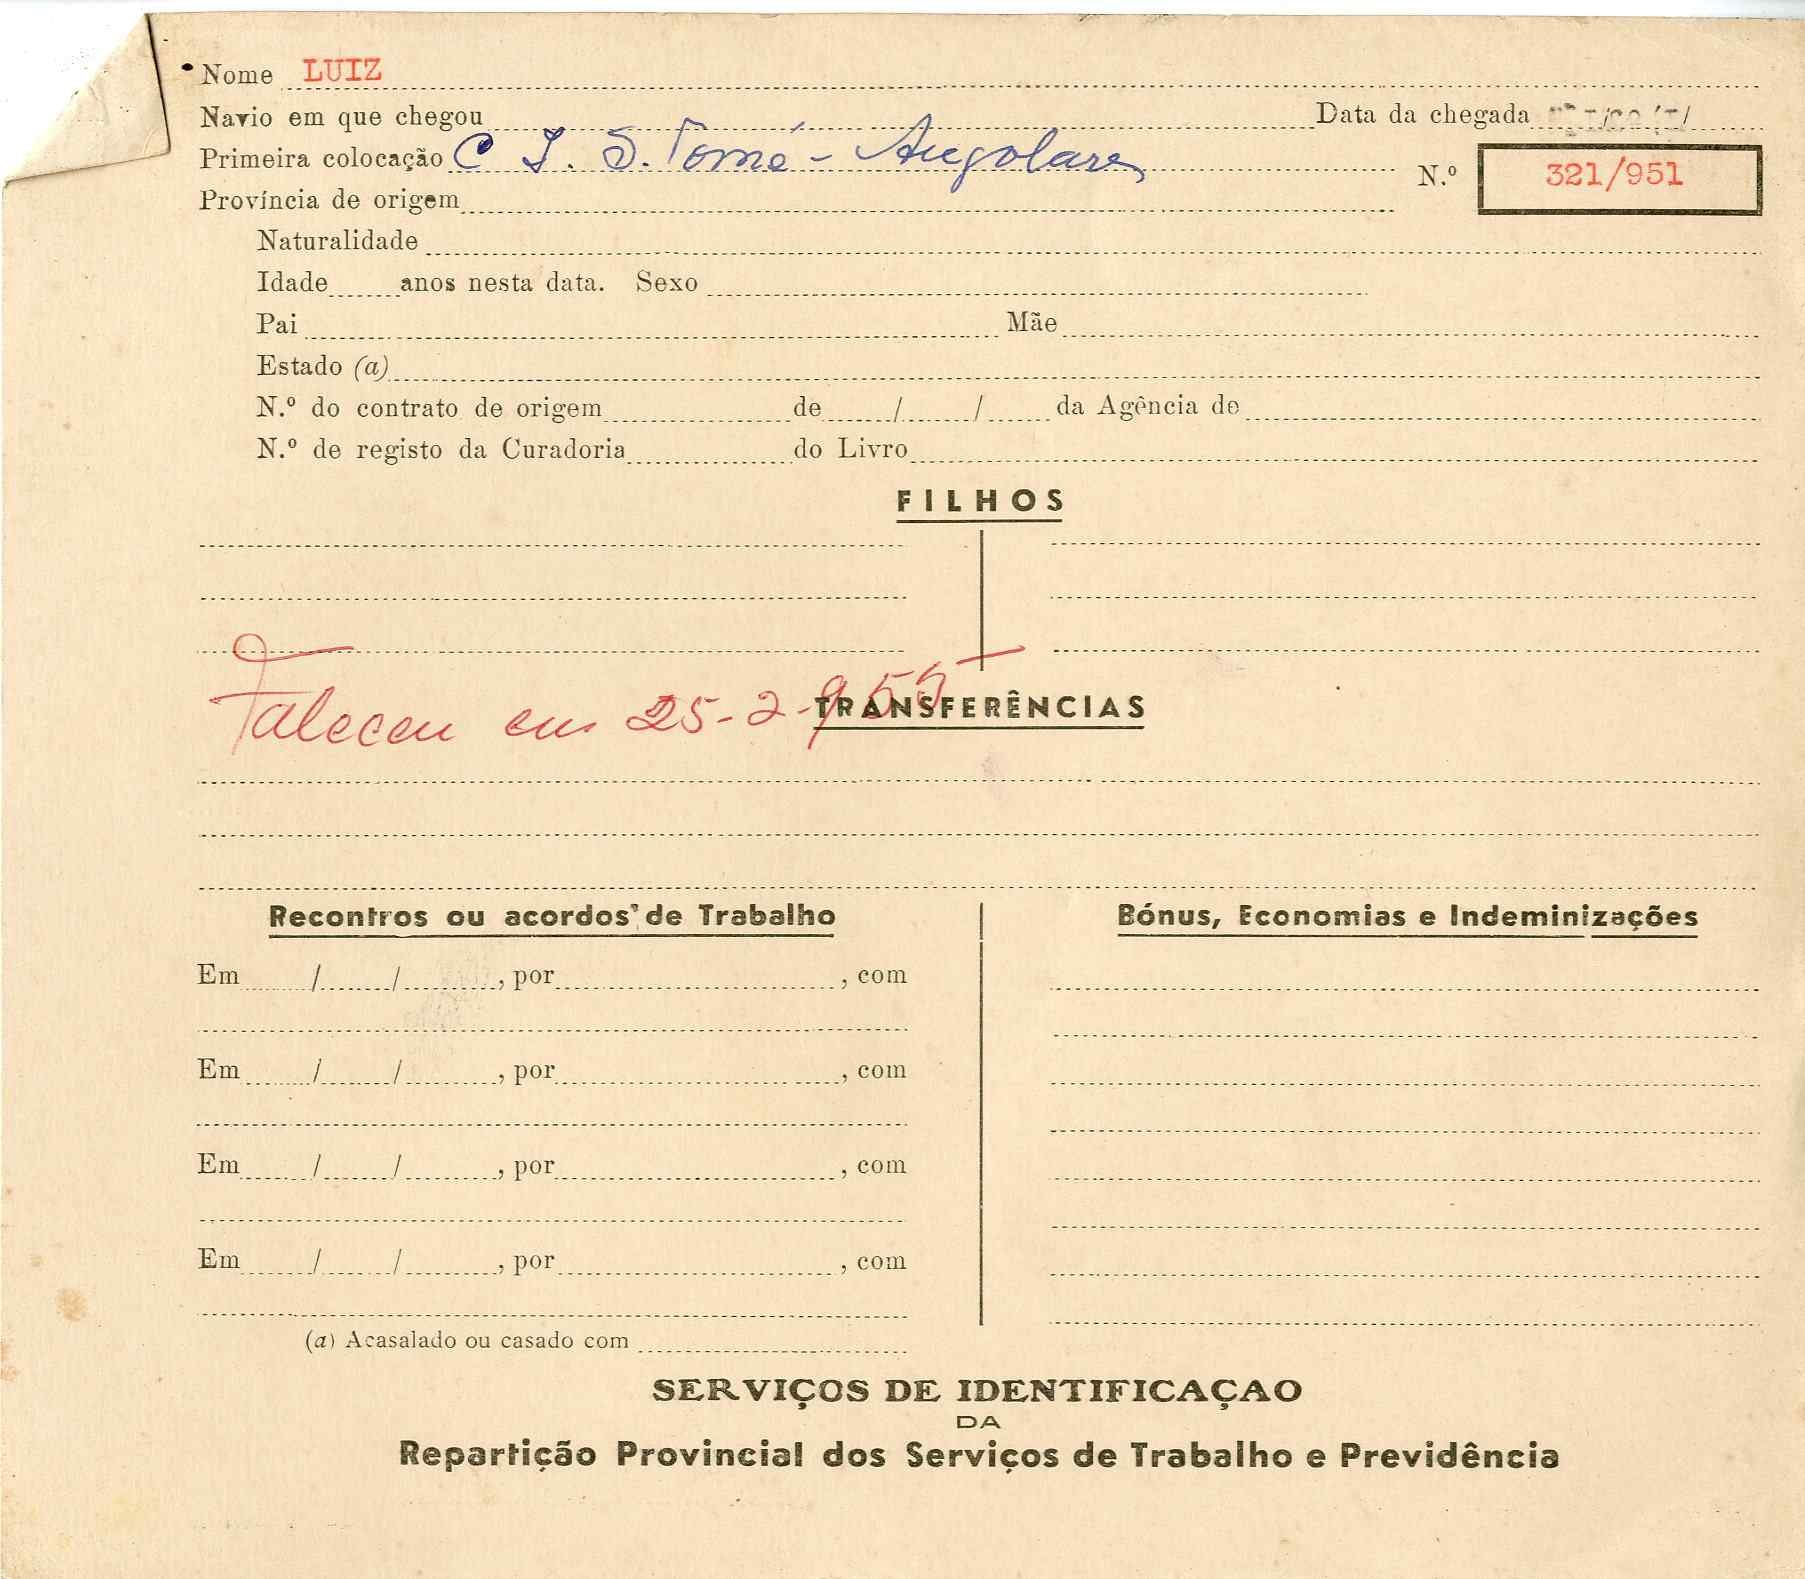 Nome LUIZ
Navio em que chegou Data da chegada
Primeira colocação C I. S. Tomé - Angolares
N.º 321/951
Província de origem
Naturalidade
Idade anos nesta data. Sexo
Pai Mãe
Estado (a)
N.º do contrato de origem de / / da Agência de
N.º de registo da Curadoria do Livro
FILHOS
Faleceu em 25-2-955
TRANSFERÊNCIAS
Recontros ou acordos de Trabalho Bónus, Economias e Indeminizações
Em / / , por , com
Em / / , por , com
Em / / , por , com
Em / / , por , com
(a) Acasalado ou casado com
SERVIÇOS DE IDENTIFICAÇAO
DA
Repartição Provincial dos Serviços de Trabalho e Previdência